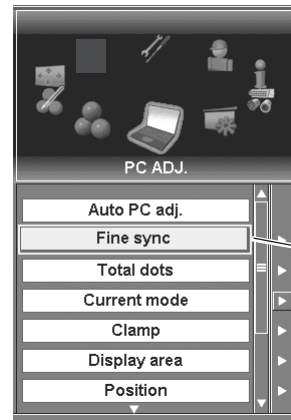 PC ADJ.
Auto PC adj.
Fine sync
Total dots
Current mode
Clamp
Display area
Position